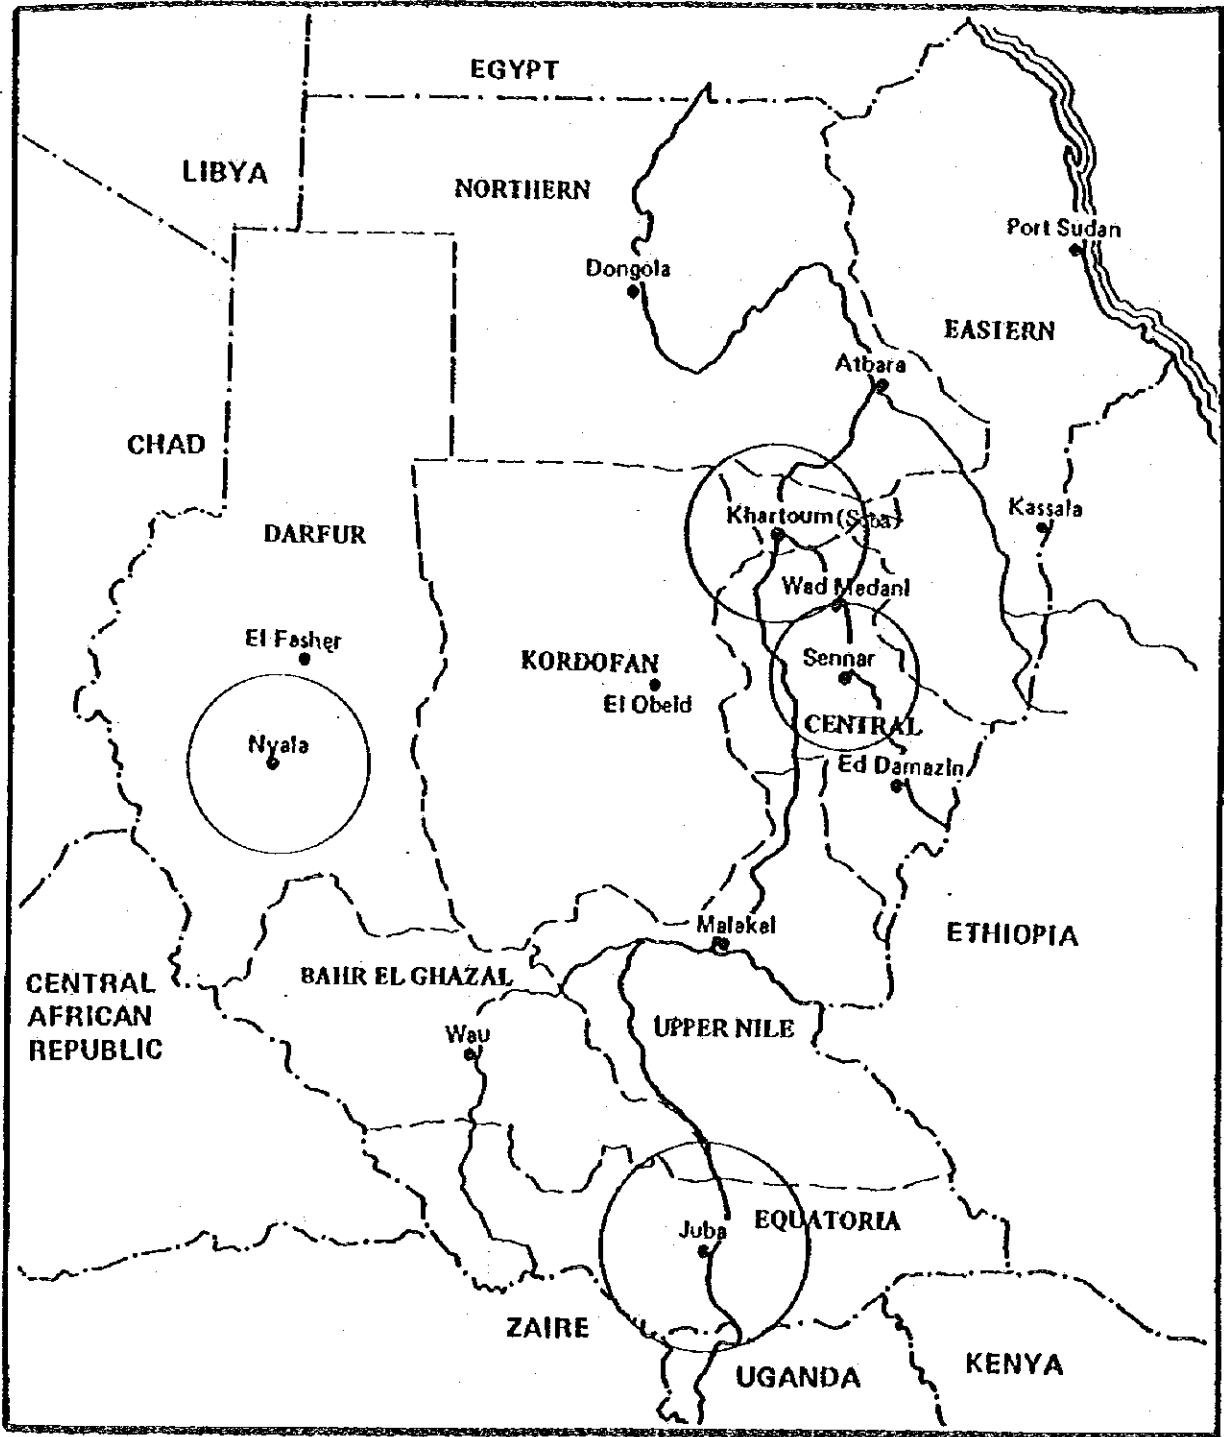 EGYPT
LIBYA
NORTHERN
Port Sudan
Dongola
EASTERN
Atbara
CHAD
Khartoum (Soba)
Kassala
DARFUR
Wad Medani
El Fasher
KORDOFAN
Sennar
El Obeid
CENTRAL
Nyala
Ed Damazin
Malakal
ETHIOPIA
BAHR EL GHAZAL
CENTRAL
AFRICAN
REPUBLIC
UPPER NILE
Wau
EQUATORIA
Juba
ZAIRE
UGANDA
KENYA